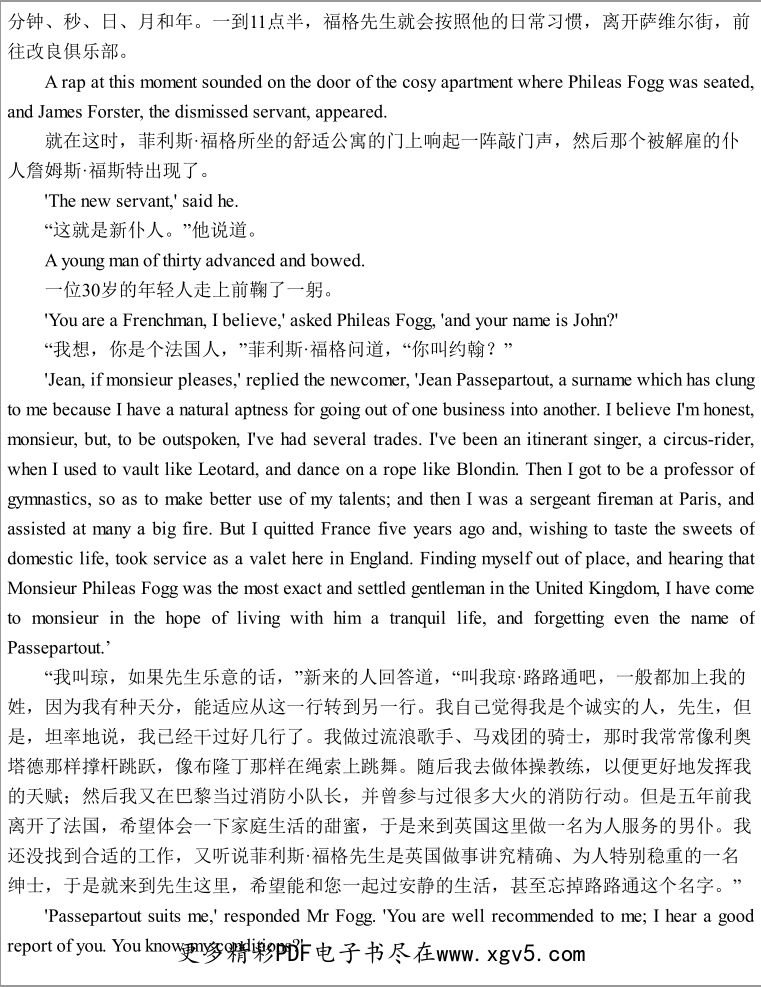 分钟、秒、日、月和年。一到11点半，福格先生就会按照他的日常习惯，离开萨维尔街，前
往改良俱乐部。
A rap at this moment sounded on the door of the cosy apartment where Phileas Fogg was seated,
and James Forster, the dismissed servant, appeared.
就在这时，菲利斯·福格所坐的舒适公寓的门上响起一阵敲门声，然后那个被解雇的仆
人詹姆斯·福斯特出现了。
'The new servant,' said he.
“这就是新仆人。”他说道。
A young man of thirty advanced and bowed.
一位30岁的年轻人走上前鞠了一躬。
'You are a Frenchman, I believe,' asked Phileas Fogg, 'and your name is John?'
“我想，你是个法国人，”菲利斯·福格问道，“你叫约翰？”
'Jean, if monsieur pleases,' replied the newcomer, 'Jean Passepartout, a surname which has clung
to me because I have a natural aptness for going out of one business into another. I believe I'm honest,
monsieur, but, to be outspoken, I've had several trades. I've been an itinerant singer, a circus-rider,
when I used to vault like Leotard, and dance on a rope like Blondin. Then I got to be a professor of
gymnastics, so as to make better use of my talents; and then I was a sergeant fireman at Paris, and
assisted at many a big fire. But I quitted France five years ago and, wishing to taste the sweets of
domestic life, took service as a valet here in England. Finding myself out of place, and hearing that
Monsieur Phileas Fogg was the most exact and settled gentleman in the United Kingdom, I have come
to monsieur in the hope of living with him a tranquil life, and forgetting even the name of
Passepartout.’
“我叫琼，如果先生乐意的话，”新来的人回答道，“叫我琼·路路通吧，一般都加上我的
姓，因为我有种天分，能适应从这一行转到另一行。我自己觉得我是个诚实的人，先生，但
是，坦率地说，我已经干过好几行了。我做过流浪歌手、马戏团的骑士，那时我常常像利奥
塔德那样撑杆跳跃，像布隆丁那样在绳索上跳舞。随后我去做体操教练，以便更好地发挥我
的天赋；然后我又在巴黎当过消防小队长，并曾参与过很多大火的消防行动。但是五年前我
离开了法国，希望体会一下家庭生活的甜蜜，于是来到英国这里做一名为人服务的男仆。我
还没找到合适的工作，又听说菲利斯·福格先生是英国做事讲究精确、为人特别稳重的一名
绅士，于是就来到先生这里，希望能和您一起过安静的生活，甚至忘掉路路通这个名字。”
'Passepartout suits me,' responded Mr Fogg. 'You are well recommended to me; I hear a good
report of you. You know my conditions?'
更多精彩PDF电子书尽在www.xgv5.com